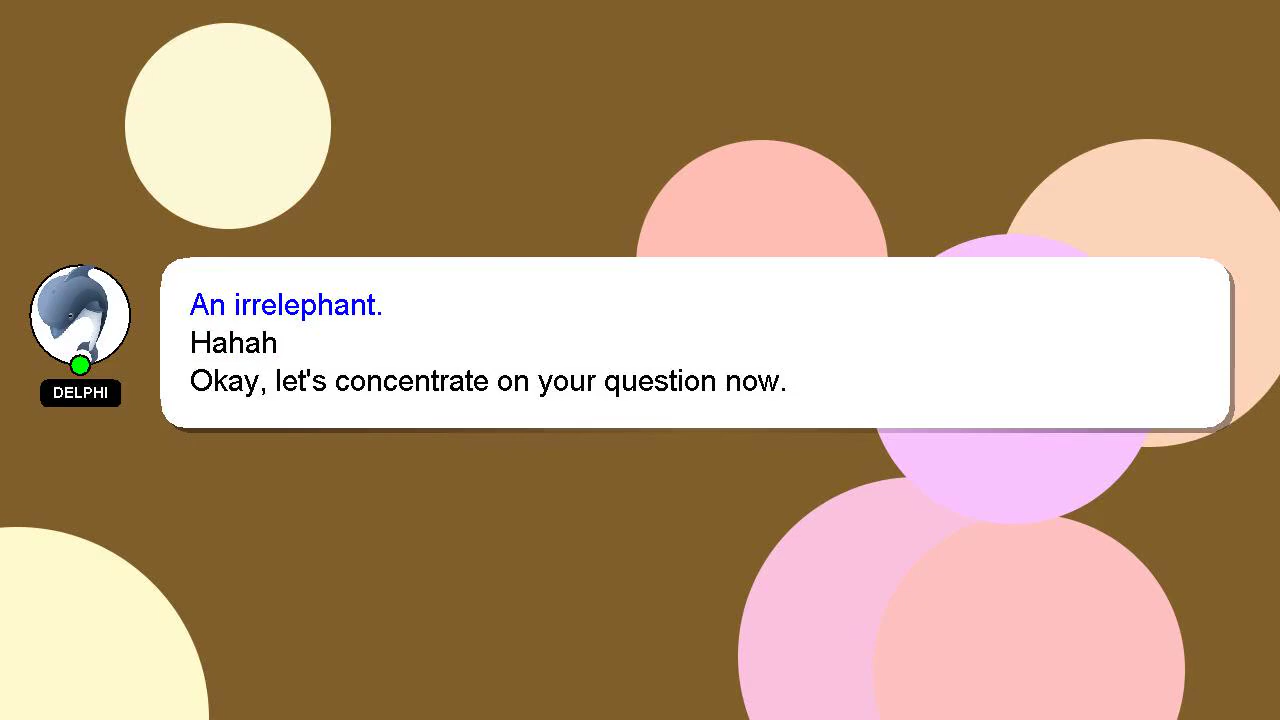 An irrelephant.
Hahah
Okay, let's concentrate on your question now.
DELPHI